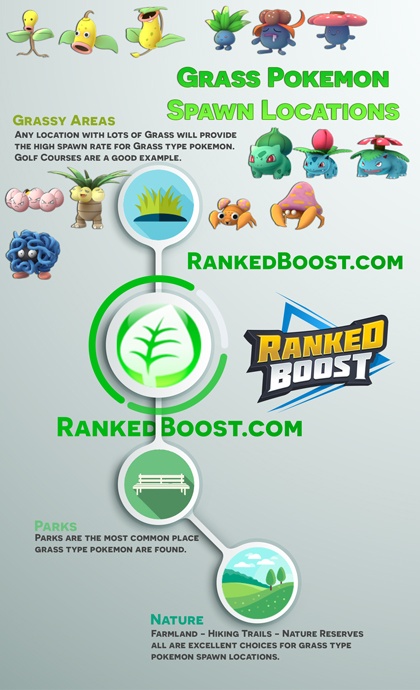 Grass Pokemon
Spawn Locations
Grassy Areas
Any location with lots of Grass will provide
the high spawn rate for Grass type pokemon.
Golf Courses are a good example.
RankedBoost.com
RANKED
BOOST
RankedBoost.com
Parks
Parks are the most common place
grass type pokemon are found.
Nature
Farmland - Hiking Trails - Nature Reserves
all are excellent choices for grass type
pokemon spawn locations.